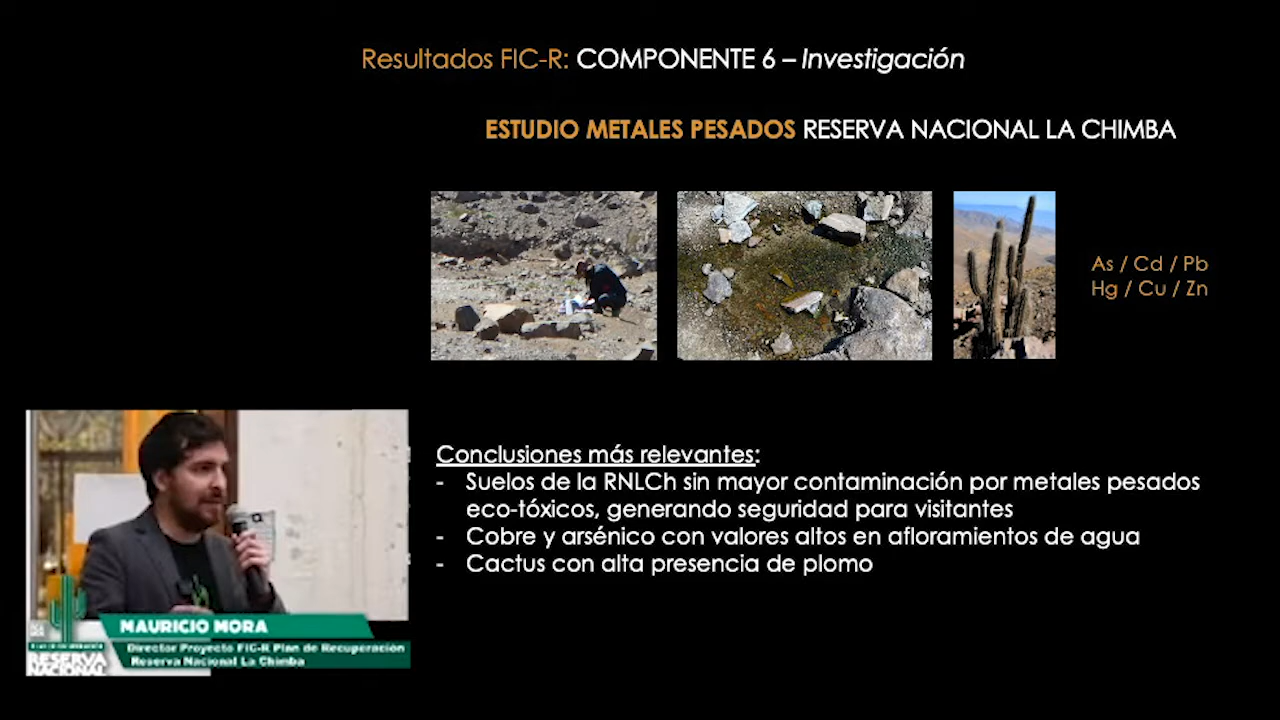 Resultados FIC-R: COMPONENTE 6 – Investigación
ESTUDIO METALES PESADOS RESERVA NACIONAL LA CHIMBA
As / Cd / Pb
Hg / Cu / Zn
Conclusiones más relevantes:
- Suelos de la RNLCh sin mayor contaminación por metales pesados
eco-tóxicos, generando seguridad para visitantes
- Cobre y arsénico con valores altos en afloramientos de agua
- Cactus con alta presencia de plomo
MAURICIO MORA
Director Proyecto FIC-R Plan de Recuperación
Reserva Nacional La Chimba
RESERVA
NACIONAL